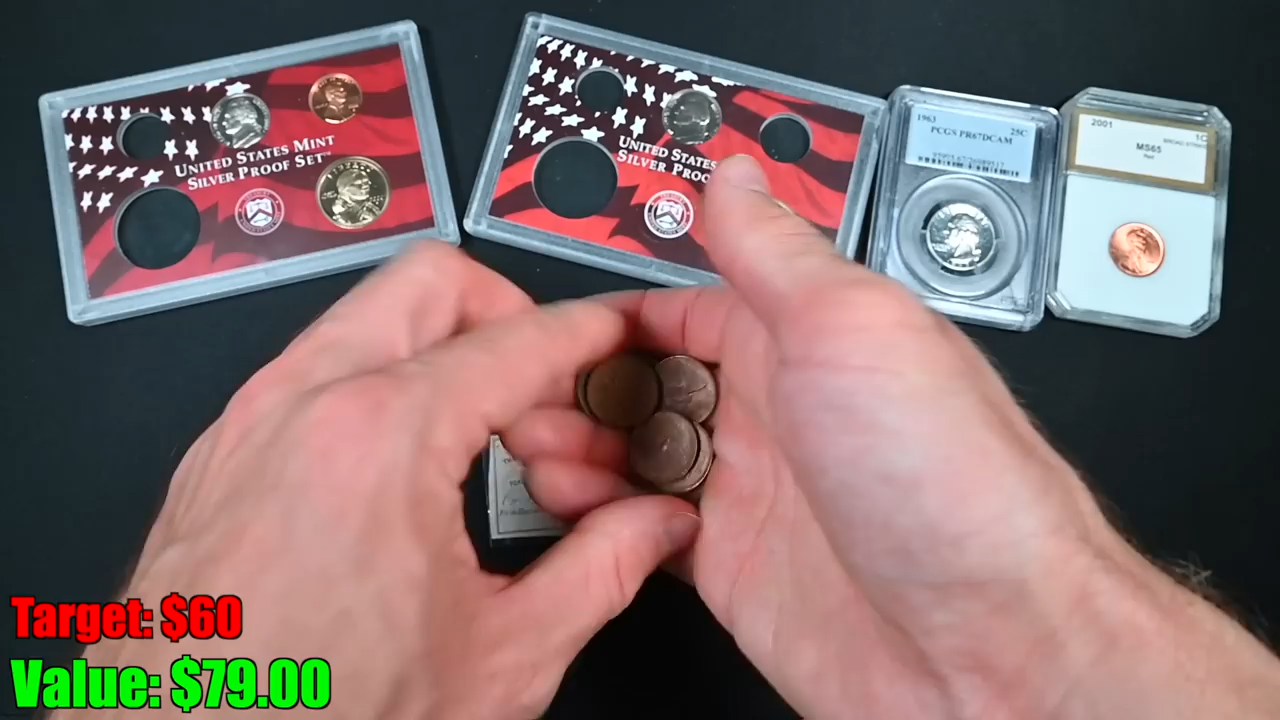 UNITED STATES MINT
SILVER PROOF SET
UNITED STATES
SILVER PROO
1963 25C
PCGS PR67DCAM
2001 1C
MS65
Red
Target: $60
Value: $79.00